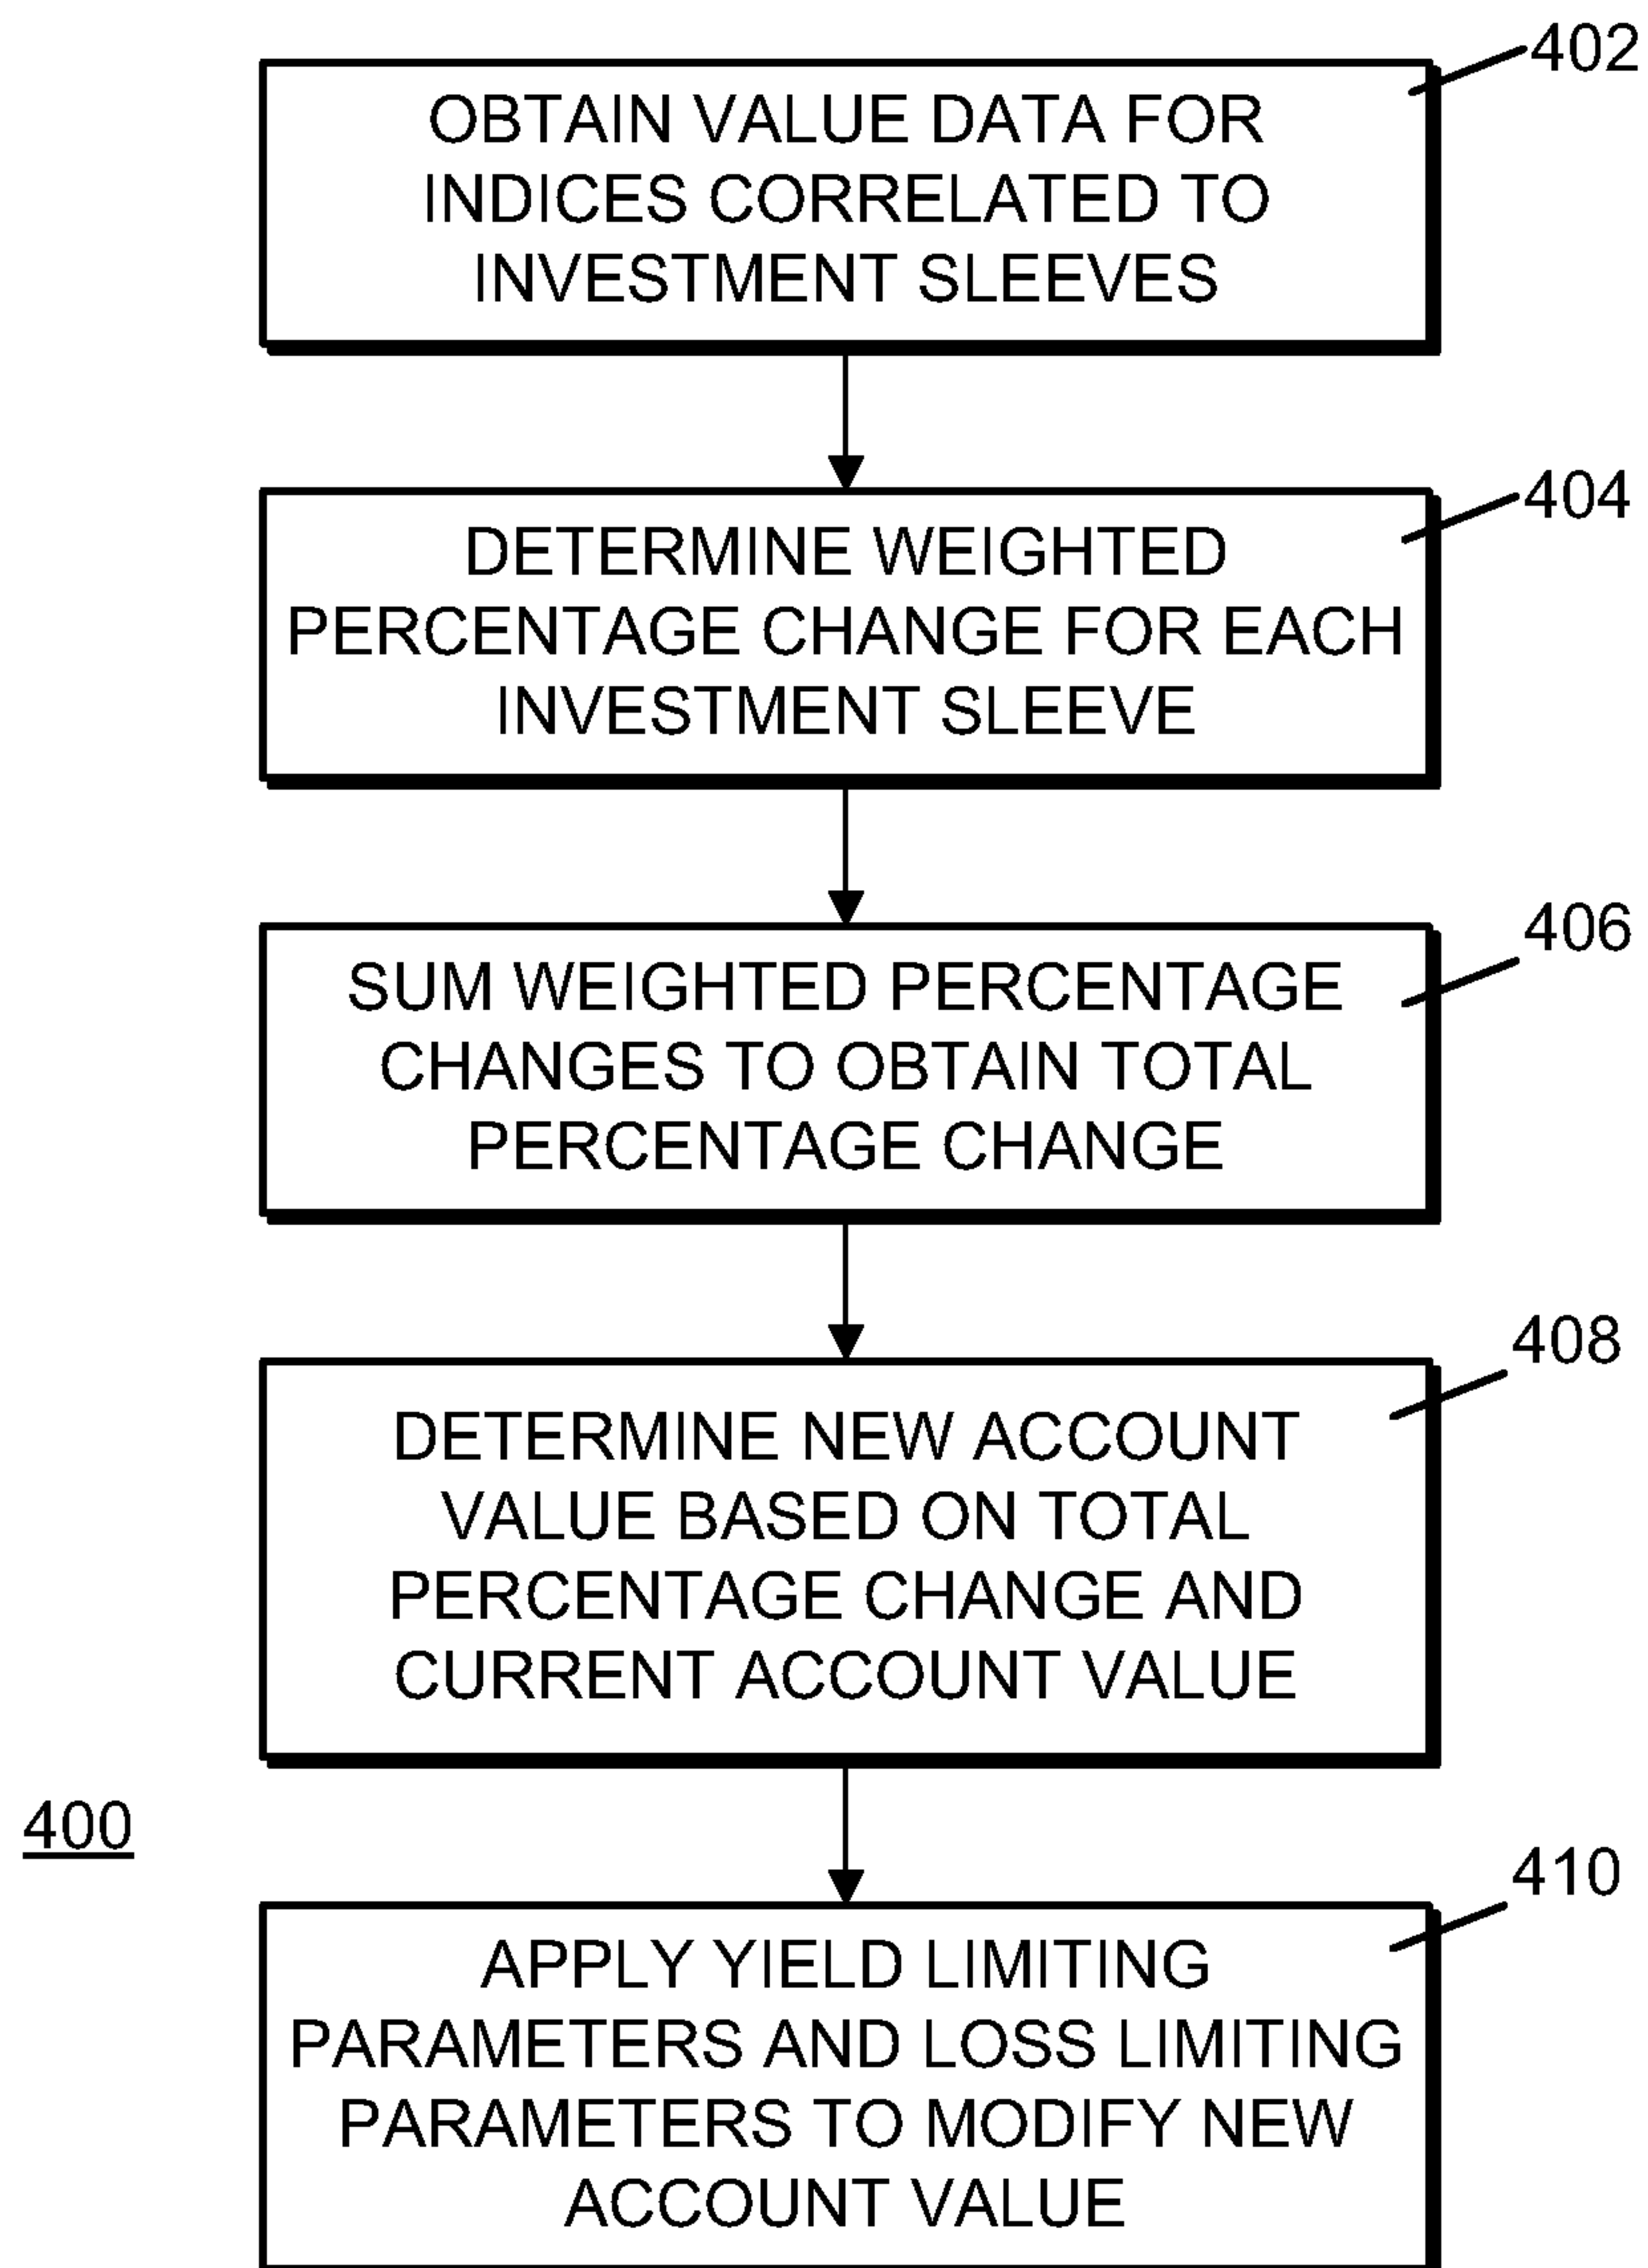 402
OBTAIN VALUE DATA FOR
INDICES CORRELATED TO
INVESTMENT SLEEVES
404
DETERMINE WEIGHTED
PERCENTAGE CHANGE FOR EACH
INVESTMENT SLEEVE
406
SUM WEIGHTED PERCENTAGE
CHANGES TO OBTAIN TOTAL
PERCENTAGE CHANGE
408
DETERMINE NEW ACCOUNT
VALUE BASED ON TOTAL
PERCENTAGE CHANGE AND
CURRENT ACCOUNT VALUE
400
410
APPLY YIELD LIMITING
PARAMETERS AND LOSS LIMITING
PARAMETERS TO MODIFY NEW
ACCOUNT VALUE